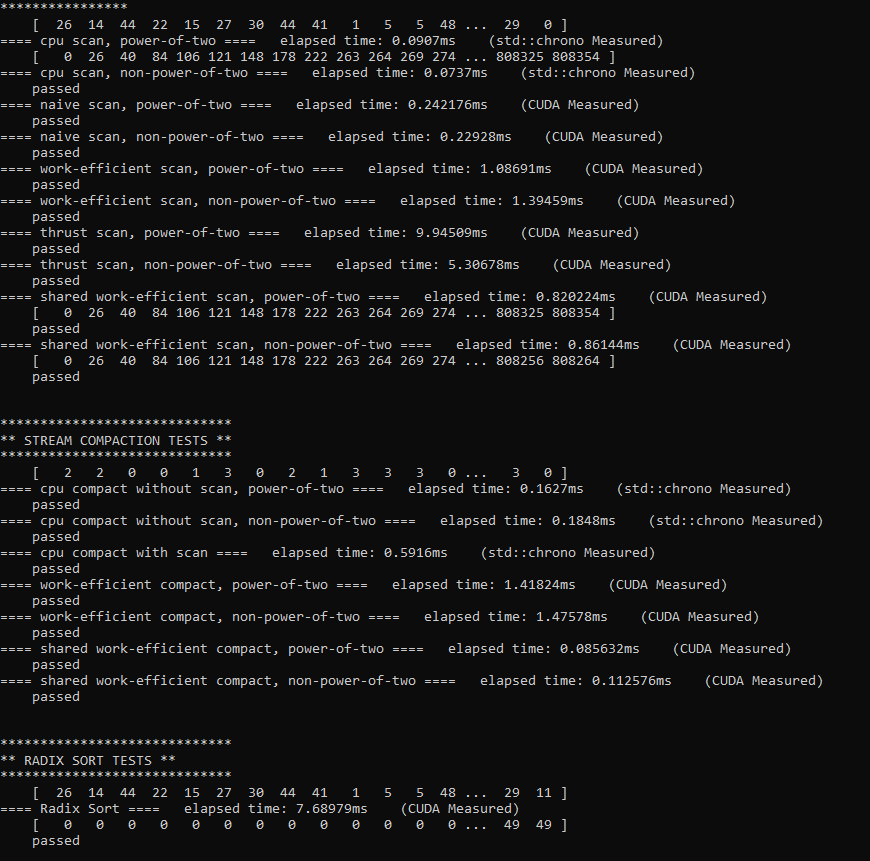 ****************
[  26  14  44  22  15  27  30  44  41   1   5   5  48 ...  29   0 ]
==== cpu scan, power-of-two ====   elapsed time: 0.0907ms    (std::chrono Measured)
[   0  26  40  84 106 121 148 178 222 263 264 269 274 ... 808325 808354 ]
==== cpu scan, non-power-of-two ====   elapsed time: 0.0737ms    (std::chrono Measured)
passed
==== naive scan, power-of-two ====   elapsed time: 0.242176ms    (CUDA Measured)
passed
==== naive scan, non-power-of-two ====   elapsed time: 0.22928ms    (CUDA Measured)
passed
==== work-efficient scan, power-of-two ====   elapsed time: 1.08691ms    (CUDA Measured)
passed
==== work-efficient scan, non-power-of-two ====   elapsed time: 1.39459ms    (CUDA Measured)
passed
==== thrust scan, power-of-two ====   elapsed time: 9.94509ms    (CUDA Measured)
passed
==== thrust scan, non-power-of-two ====   elapsed time: 5.30678ms    (CUDA Measured)
passed
==== shared work-efficient scan, power-of-two ====   elapsed time: 0.820224ms    (CUDA Measured)
[   0  26  40  84 106 121 148 178 222 263 264 269 274 ... 808325 808354 ]
passed
==== shared work-efficient scan, non-power-of-two ====   elapsed time: 0.86144ms    (CUDA Measured)
[   0  26  40  84 106 121 148 178 222 263 264 269 274 ... 808256 808264 ]
passed
*****************************
** STREAM COMPACTION TESTS **
*****************************
[   2   2   0   0   1   3   0   2   1   3   3   3   0 ...   3   0 ]
==== cpu compact without scan, power-of-two ====   elapsed time: 0.1627ms    (std::chrono Measured)
passed
==== cpu compact without scan, non-power-of-two ====   elapsed time: 0.1848ms    (std::chrono Measured)
passed
==== cpu compact with scan ====   elapsed time: 0.5916ms    (std::chrono Measured)
passed
==== work-efficient compact, power-of-two ====   elapsed time: 1.41824ms    (CUDA Measured)
passed
==== work-efficient compact, non-power-of-two ====   elapsed time: 1.47578ms    (CUDA Measured)
passed
==== shared work-efficient compact, power-of-two ====   elapsed time: 0.085632ms    (CUDA Measured)
passed
==== shared work-efficient compact, non-power-of-two ====   elapsed time: 0.112576ms    (CUDA Measured)
passed
*****************************
** RADIX SORT TESTS **
*****************************
[  26  14  44  22  15  27  30  44  41   1   5   5  48 ...  29  11 ]
==== Radix Sort ====   elapsed time: 7.68979ms    (CUDA Measured)
[   0   0   0   0   0   0   0   0   0   0   0   0   0 ...  49  49 ]
passed